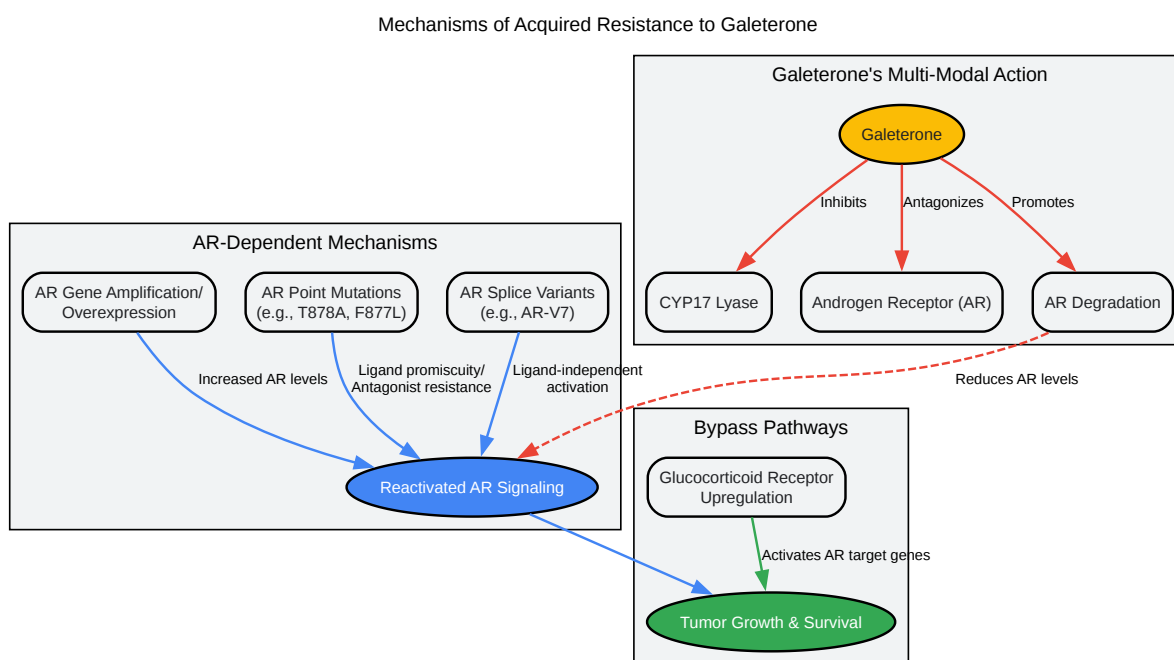 Mechanisms of Acquired Resistance to Galeterone
Galeterone's Multi-Modal Action
Galeterone
Inhibits
Antagonizes
Promotes
CYP17 Lyase
Androgen Receptor (AR)
AR Degradation
Reduces AR levels
AR-Dependent Mechanisms
AR Gene Amplification/
Overexpression
AR Point Mutations
(e.g., T878A, F877L)
AR Splice Variants
(e.g., AR-V7)
Increased AR levels
Ligand promiscuity/
Antagonist resistance
Ligand-independent
activation
Reactivated AR Signaling
Bypass Pathways
Glucocorticoid Receptor
Upregulation
Activates AR target genes
Tumor Growth & Survival